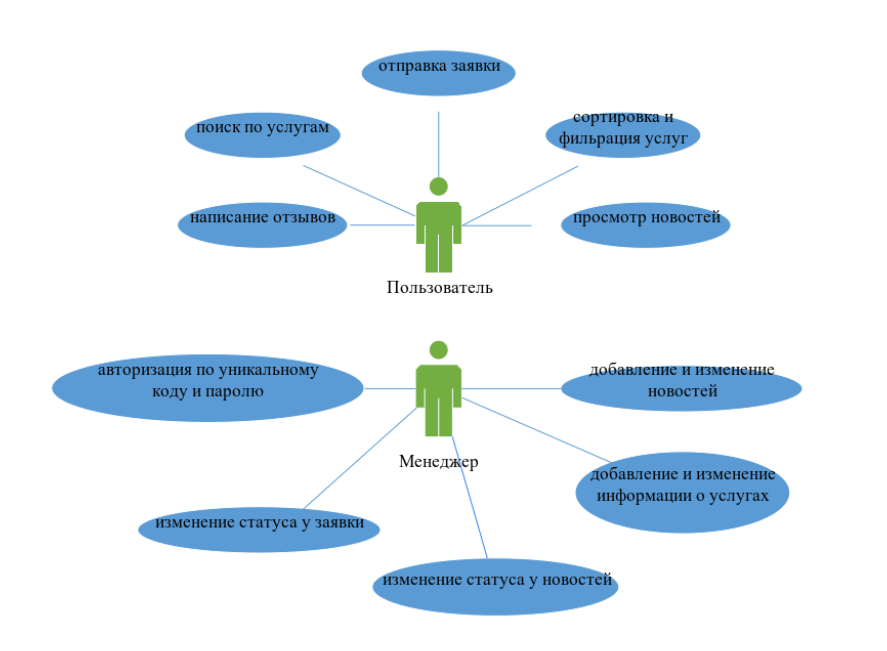 отправка заявки
поиск по услугам
сортировка и
фильрация услуг
написание отзывов
просмотр новостей
Пользователь
авторизация по уникальному
коду и паролю
добавление и изменение
новостей
Менеджер
добавление и изменение
информации о услугах
изменение статуса у заявки
изменение статуса у новостей